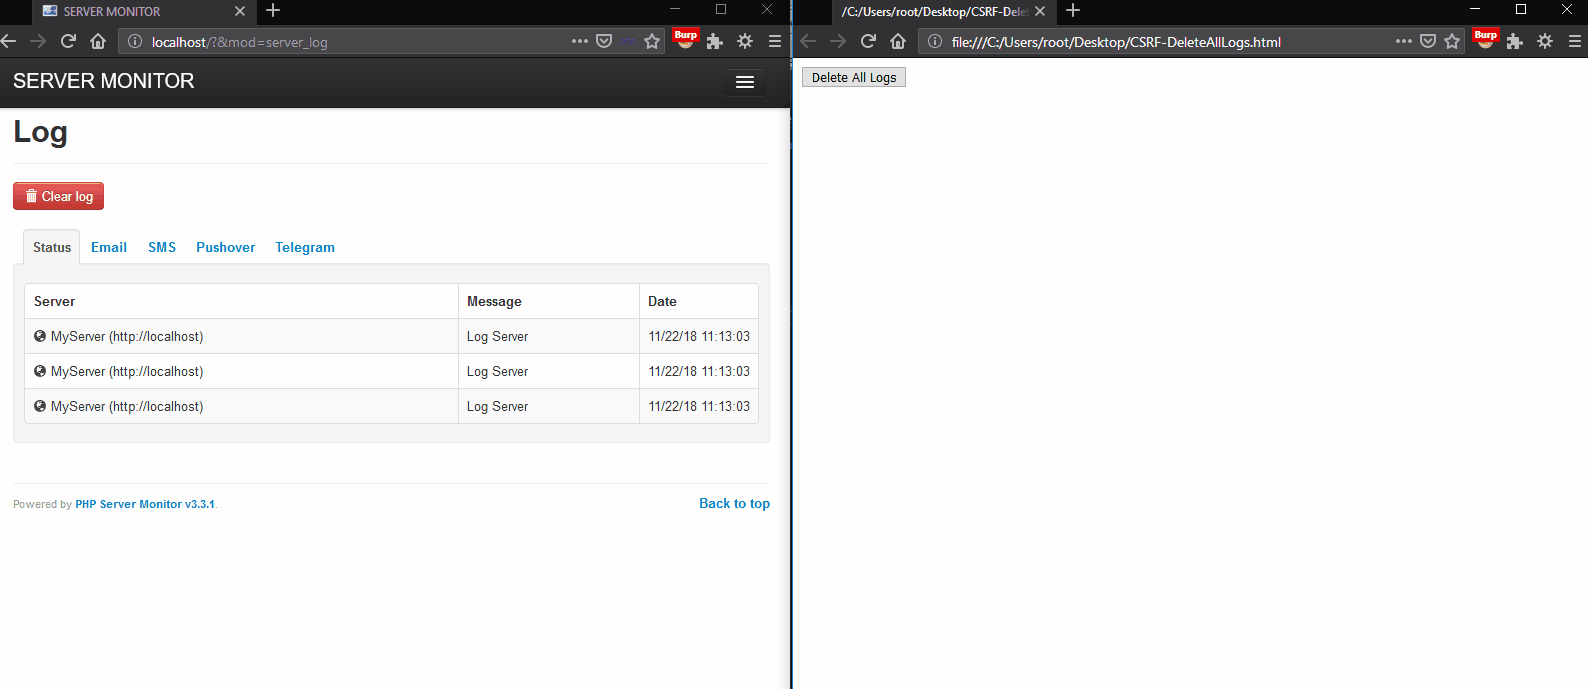 SERVER MONITOR
localhost/?&mod=server_log
Burp
SERVER MONITOR
Log
Clear log
Status Email SMS Pushover Telegram
Server Message Date
MyServer (http://localhost) Log Server 11/22/18 11:13:03
MyServer (http://localhost) Log Server 11/22/18 11:13:03
MyServer (http://localhost) Log Server 11/22/18 11:13:03
Powered by PHP Server Monitor v3.3.1. Back to top
/C:/Users/root/Desktop/CSRF-Dele
file:///C:/Users/root/Desktop/CSRF-DeleteAllLogs.html
Burp
Delete All Logs